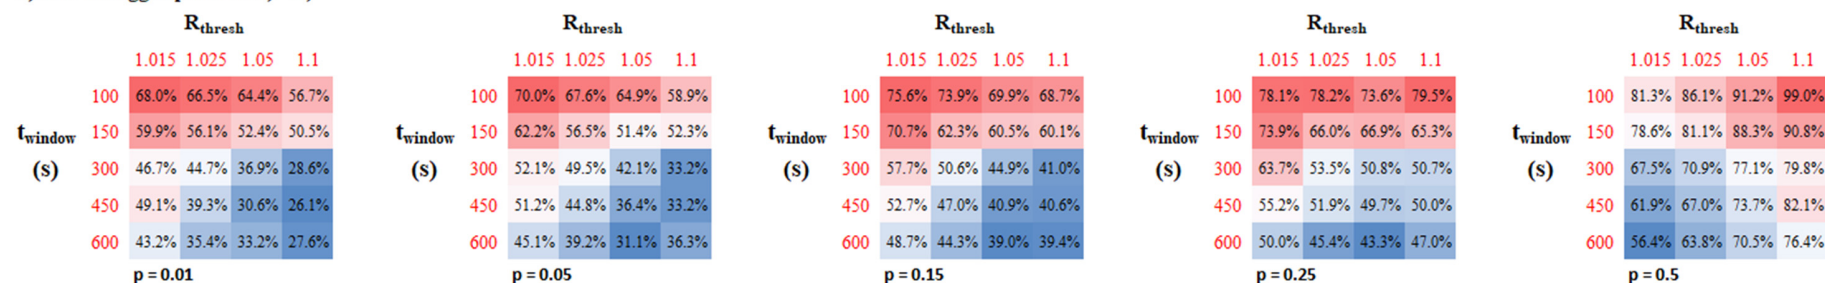 R_thresh R_thresh R_thresh R_thresh R_thresh
1.015 1.025 1.05 1.1 1.015 1.025 1.05 1.1 1.015 1.025 1.05 1.1 1.015 1.025 1.05 1.1 1.015 1.025 1.05 1.1
100 68.0% 66.5% 64.4% 56.7% 100 70.0% 67.6% 64.9% 58.9% 100 75.6% 73.9% 69.9% 68.7% 100 78.1% 78.2% 73.6% 79.5% 100 81.3% 86.1% 91.2% 99.0%
t_window 150 59.9% 56.1% 52.4% 50.5% t_window 150 62.2% 56.5% 51.4% 52.3% t_window 150 70.7% 62.3% 60.5% 60.1% t_window 150 73.9% 66.0% 66.9% 65.3% t_window 150 78.6% 81.1% 88.3% 90.8%
(s) 300 46.7% 44.7% 36.9% 28.6% (s) 300 52.1% 49.5% 42.1% 33.2% (s) 300 57.7% 50.6% 44.9% 41.0% (s) 300 63.7% 53.5% 50.8% 50.7% (s) 300 67.5% 70.9% 77.1% 79.8%
450 49.1% 39.3% 30.6% 26.1% 450 51.2% 44.8% 36.4% 33.2% 450 52.7% 47.0% 40.9% 40.6% 450 55.2% 51.9% 49.7% 50.0% 450 61.9% 67.0% 73.7% 82.1%
600 43.2% 35.4% 33.2% 27.6% 600 45.1% 39.2% 31.1% 36.3% 600 48.7% 44.3% 39.0% 39.4% 600 50.0% 45.4% 43.3% 47.0% 600 56.4% 63.8% 70.5% 76.4%
p = 0.01 p = 0.05 p = 0.15 p = 0.25 p = 0.5